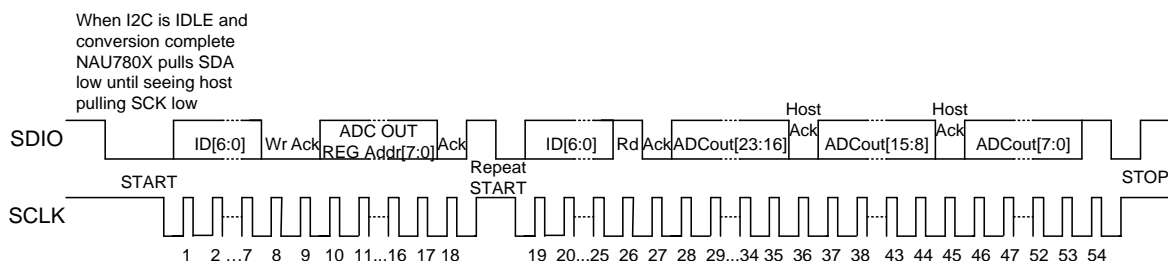 When I2C is IDLE and
conversion complete
NAU780X pulls SDA
low until seeing host
pulling SCK low
SDIO
ID[6:0]
Wr Ack
ADC OUT
REG Addr[7:0]
Ack
ID[6:0]
Rd
Ack
ADCout[23:16]
Host
Ack
ADCout[15:8]
Host
Ack
ADCout[7:0]
START
Repeat
START
STOP
SCLK
1 2 ...7 8 9 10 11...16 17 18 19 20...25 26 27 28 29...34 35 36 37 38 43 44 45 46 47 52 53 54